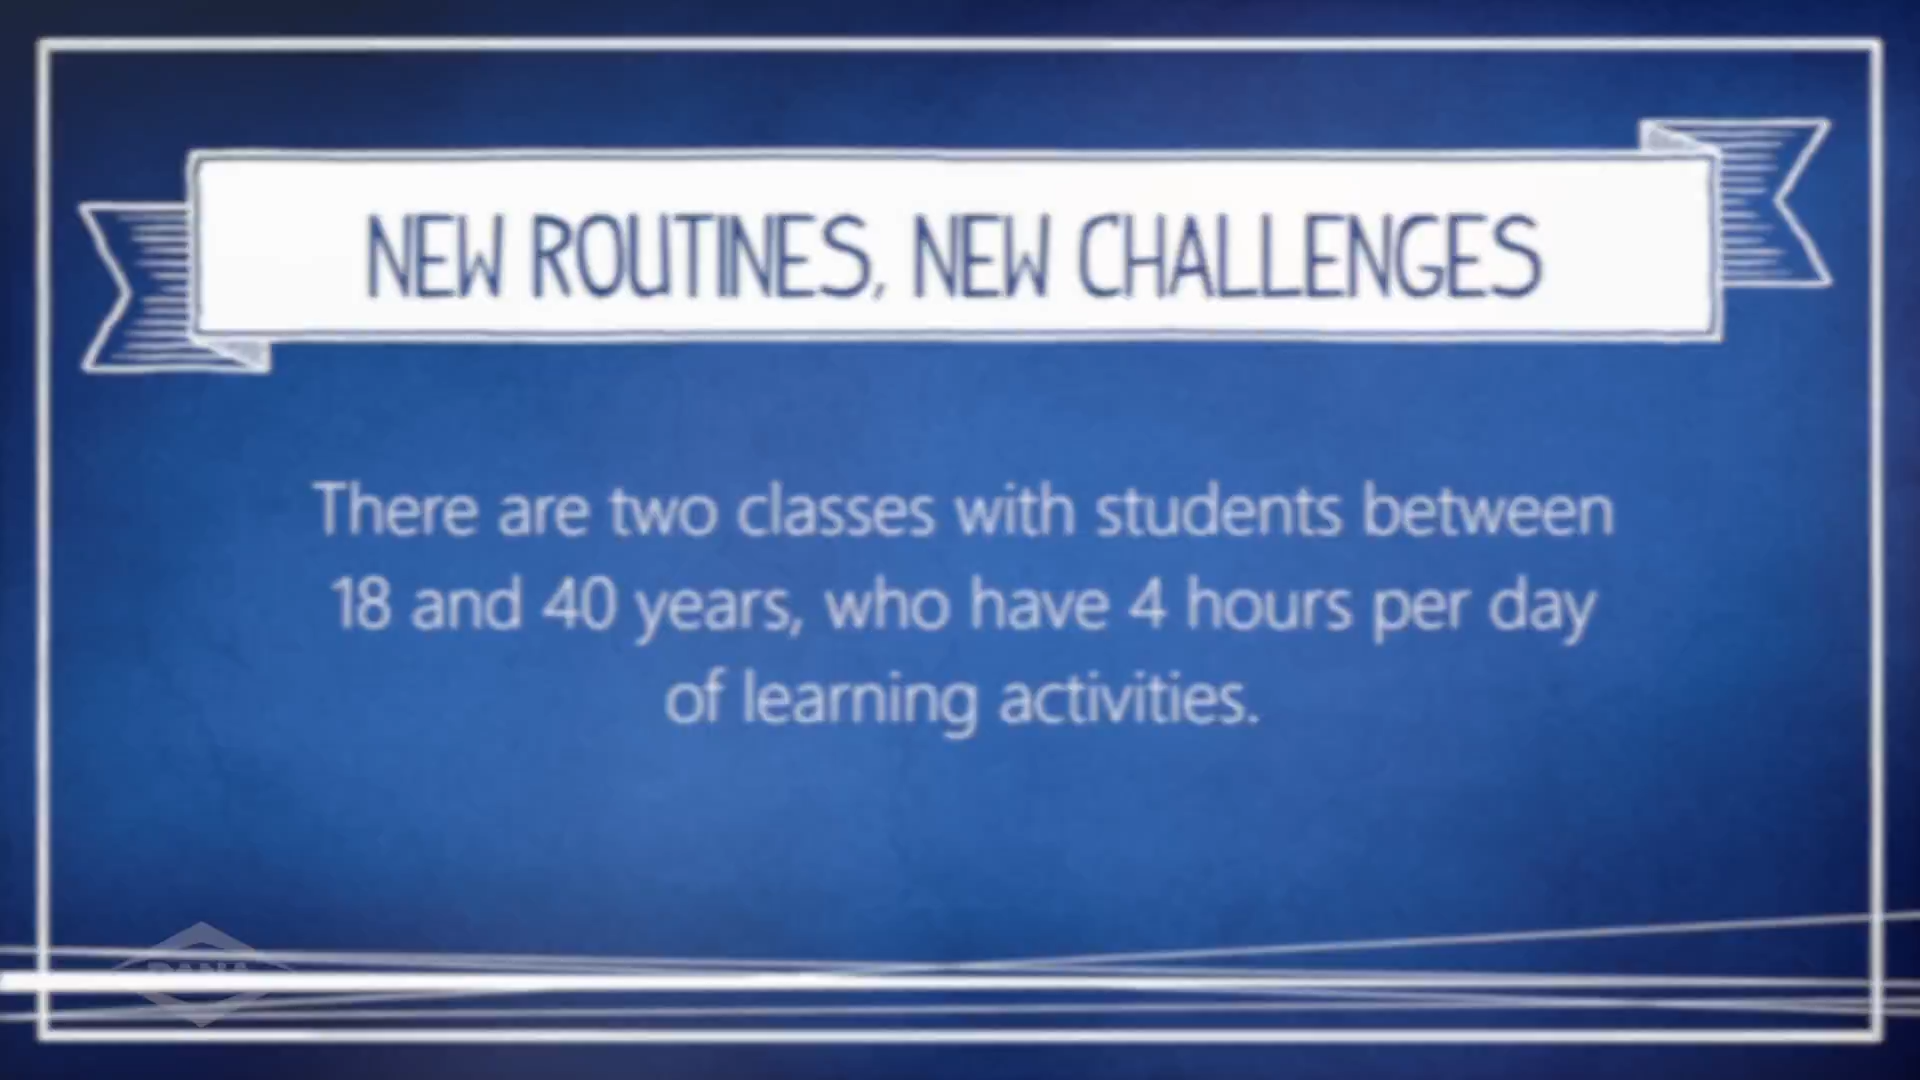 NEW ROUTINES, NEW CHALLENGES
There are two classes with students between
18 and 40 years, who have 4 hours per day
of learning activities.